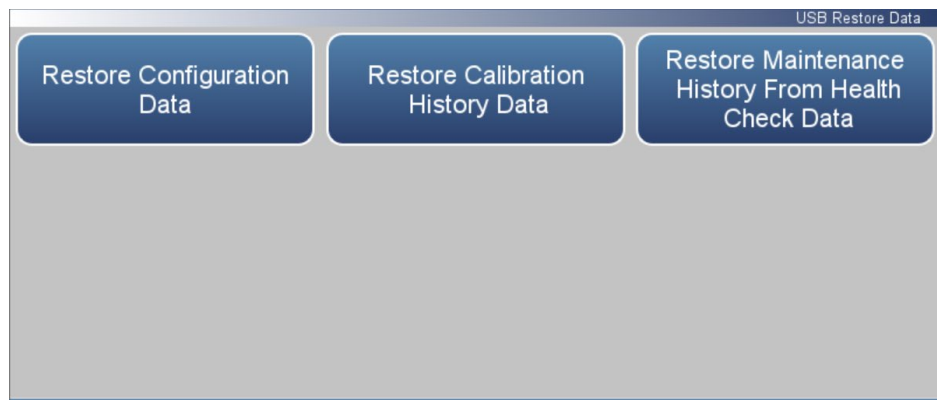 USB Restore Data
Restore Configuration
Data
Restore Calibration
History Data
Restore Maintenance
History From Health
Check Data